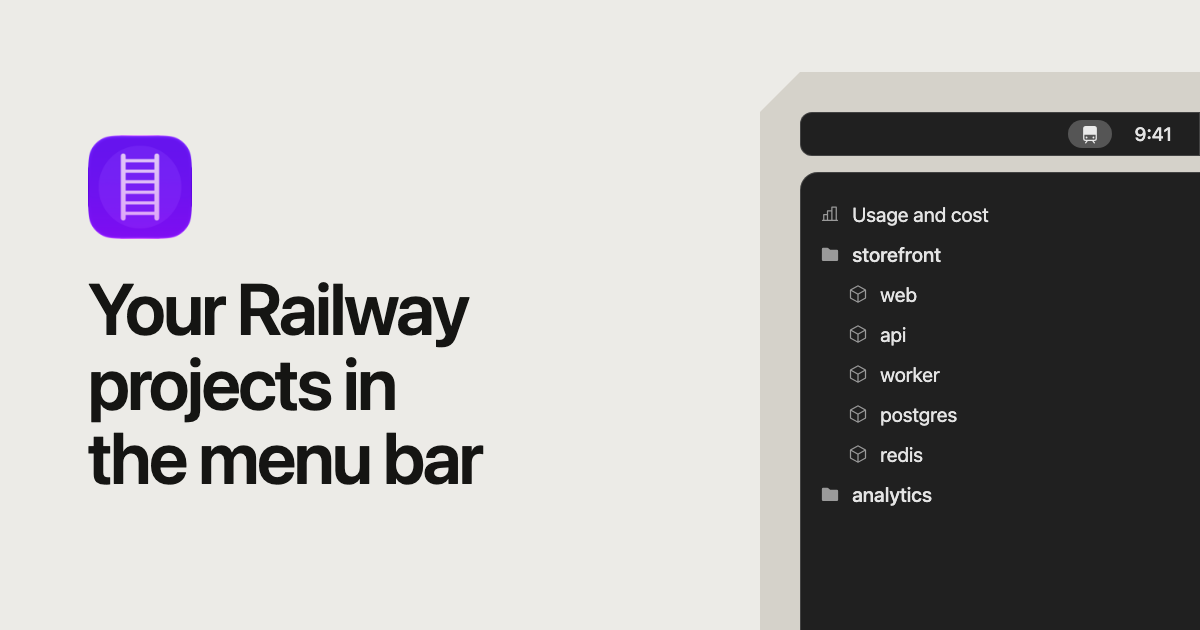 Your Railway
projects in
the menu bar
9:41
Usage and cost
storefront
web
api
worker
postgres
redis
analytics